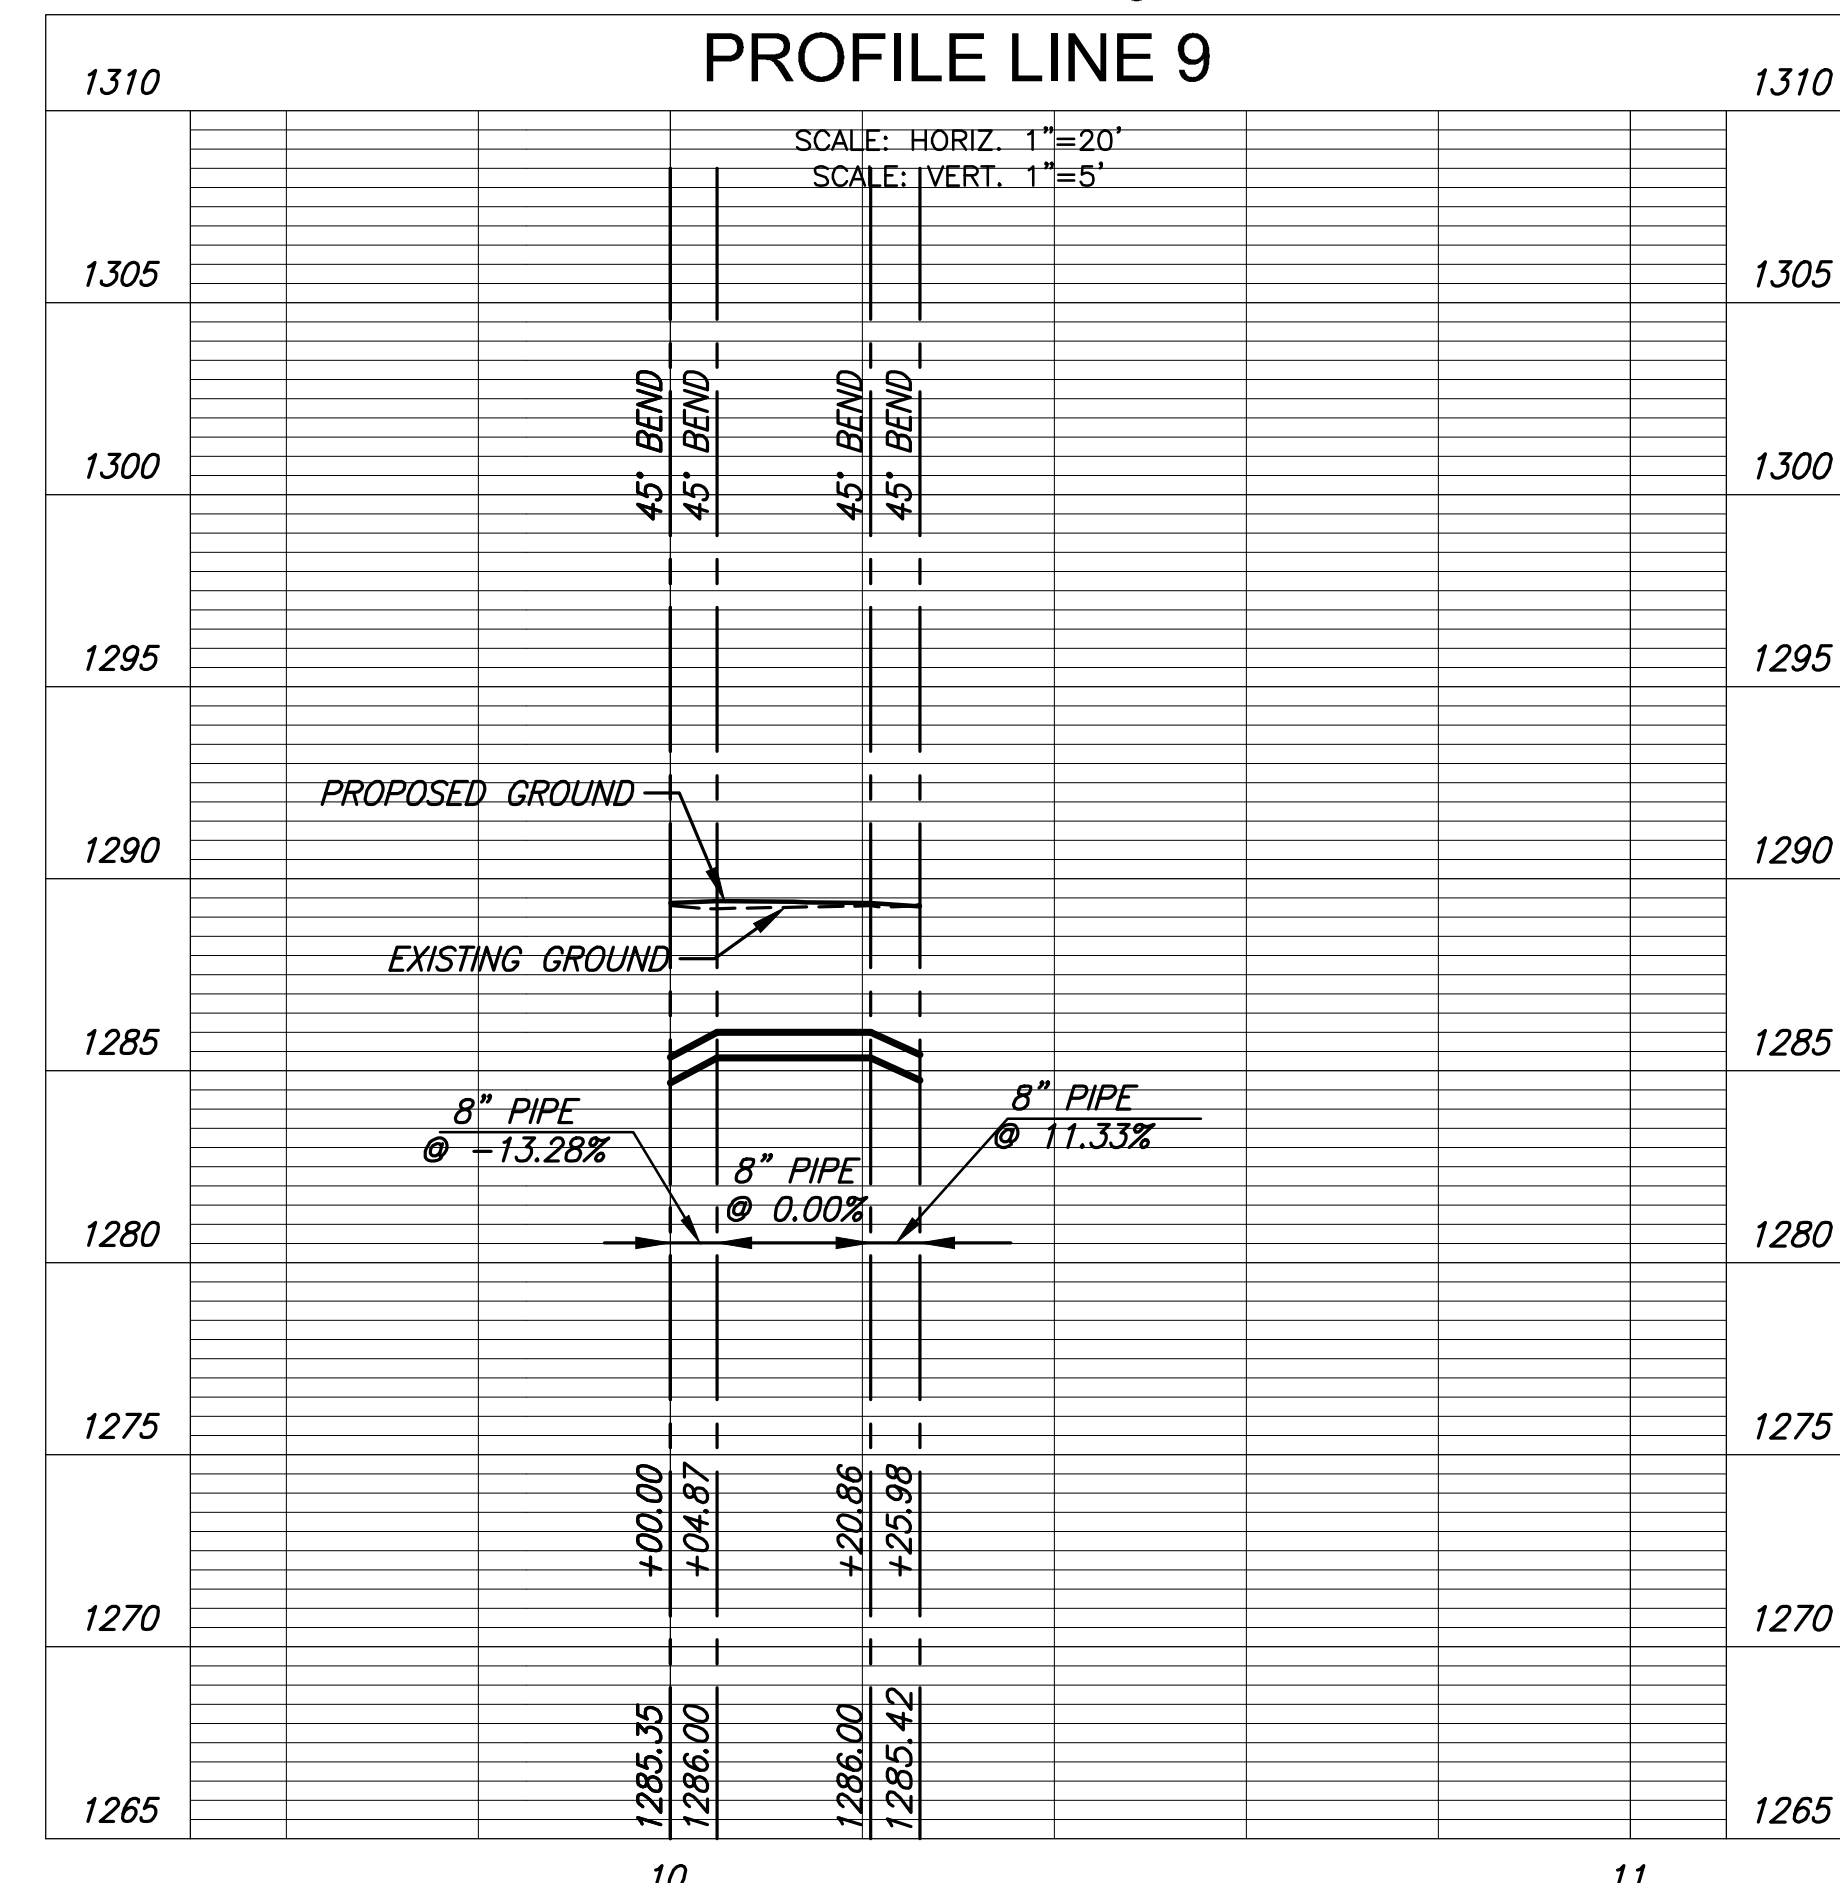 PROFILE LINE 9
1310 1310
SCALE: HORIZ. 1"=20'
SCALE: VERT. 1"=5'
1305 1305
45° BEND
45° BEND
45° BEND
45° BEND
1300 1300
1295 1295
PROPOSED GROUND
1290 1290
EXISTING GROUND
1285 1285
8" PIPE
@ -13.28%
8" PIPE
@ 0.00%
8" PIPE
@ 11.33%
1280 1280
1275 1275
+00.00
+04.87
+20.86
+25.98
1270 1270
1285.35
1286.00
1286.00
1285.42
1265 1265
10 11